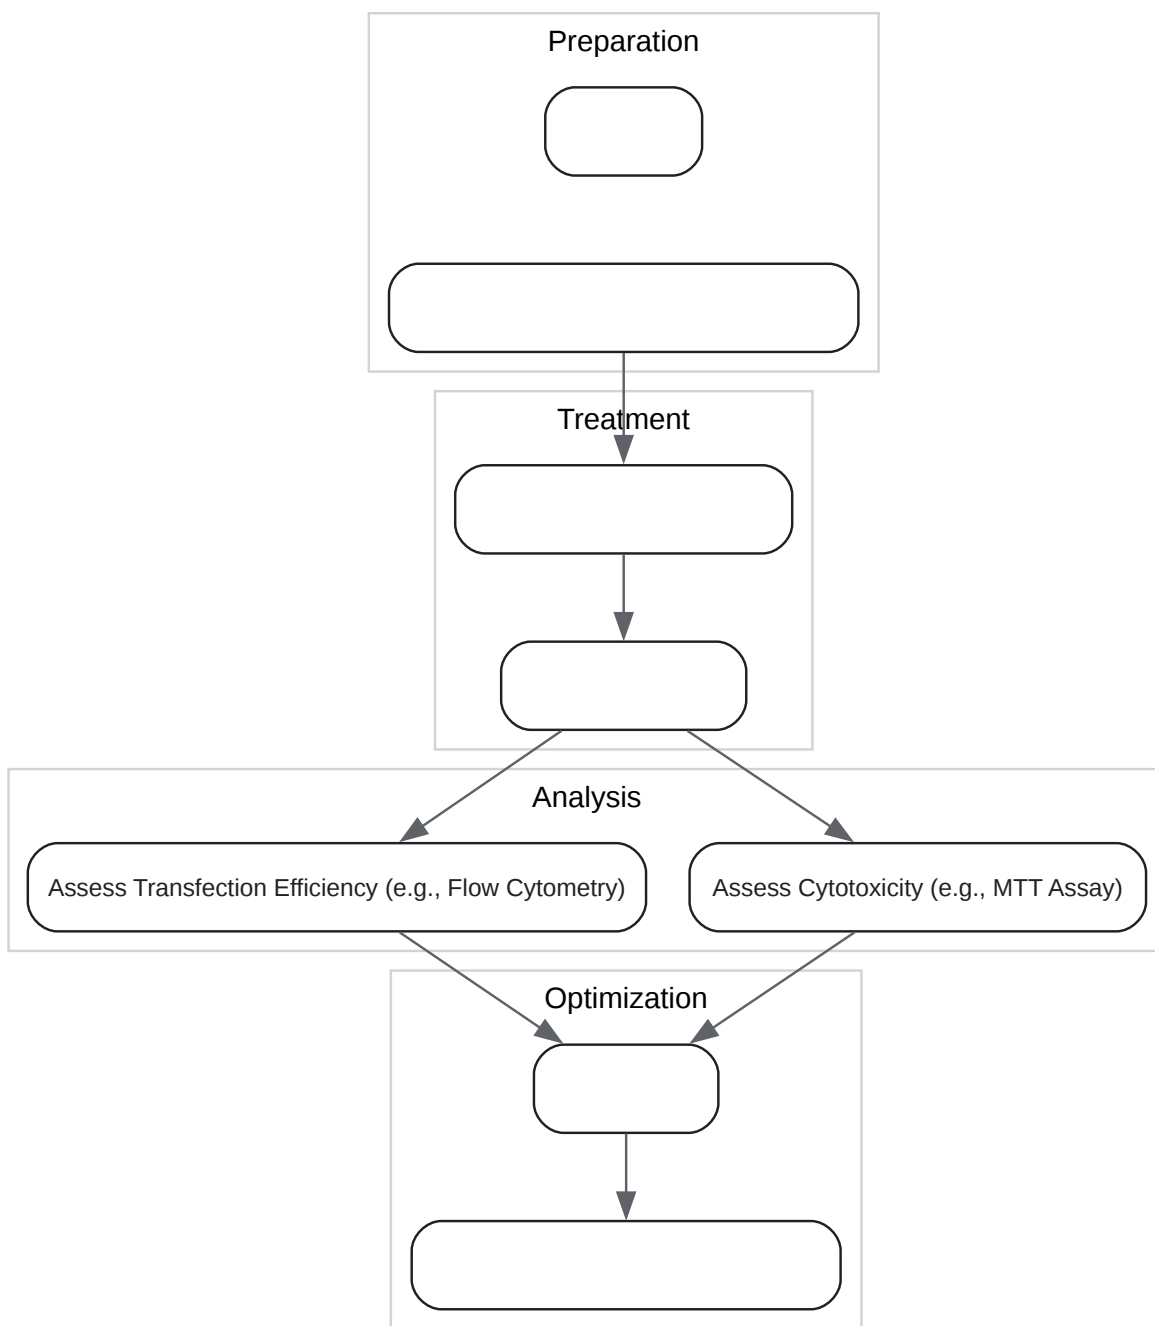 Preparation
Treatment
Analysis
Assess Transfection Efficiency (e.g., Flow Cytometry)
Assess Cytotoxicity (e.g., MTT Assay)
Optimization